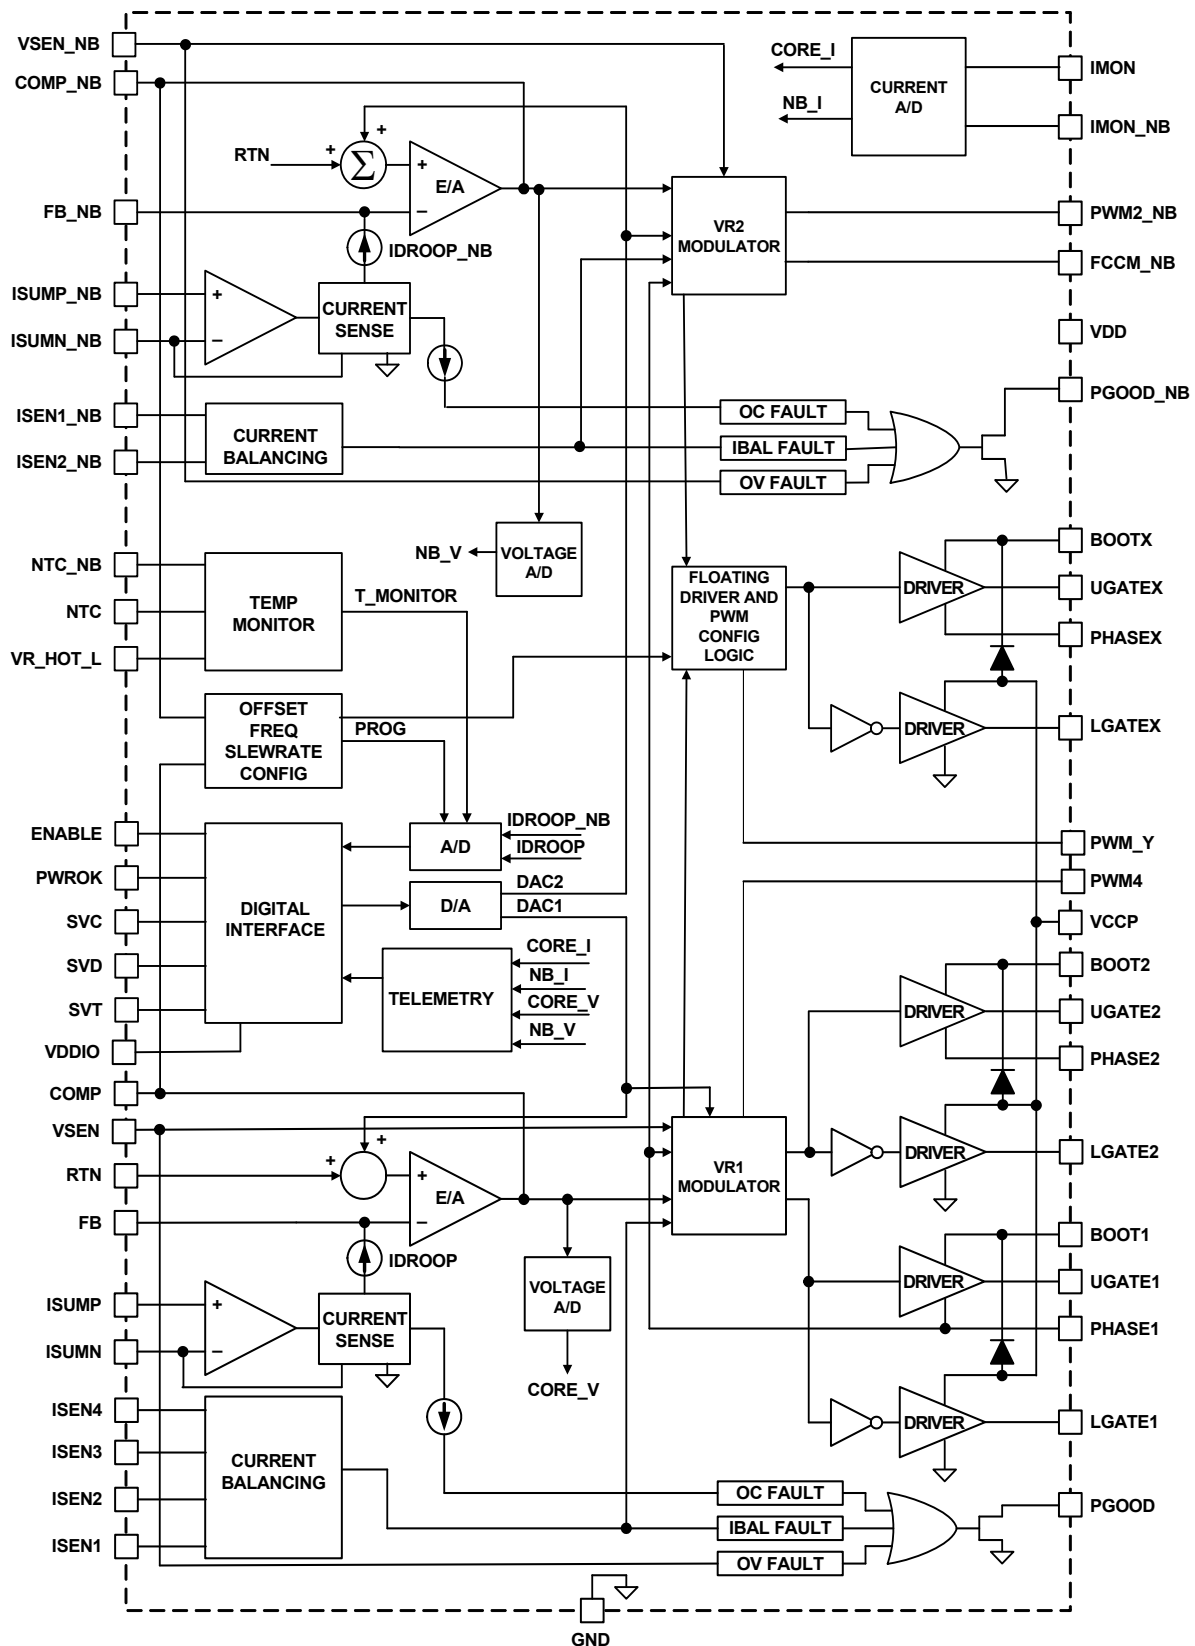 VSEN_NB
COMP_NB
FB_NB
ISUMP_NB
ISUMN_NB
ISEN1_NB
ISEN2_NB
NTC_NB
NTC
VR_HOT_L
ENABLE
PWROK
SVC
SVD
SVT
VDDIO
COMP
VSEN
RTN
FB
ISUMP
ISUMN
ISEN4
ISEN3
ISEN2
ISEN1
RTN
+
+
Σ
+
E/A
−
IDROOP_NB
+
−
CURRENT
SENSE
CURRENT
BALANCING
TEMP
MONITOR
T_MONITOR
NB_V
VOLTAGE
A/D
OFFSET
FREQ
SLEWRATE
CONFIG
PROG
A/D
IDROOP_NB
IDROOP
D/A
DAC2
DAC1
DIGITAL
INTERFACE
TELEMETRY
CORE_I
NB_I
CORE_V
NB_V
+
+
+
E/A
−
IDROOP
+
−
CURRENT
SENSE
VOLTAGE
A/D
CORE_V
CURRENT
BALANCING
CORE_I
NB_I
CURRENT
A/D
VR2
MODULATOR
OC FAULT
IBAL FAULT
OV FAULT
FLOATING
DRIVER AND
PWM
CONFIG
LOGIC
DRIVER
DRIVER
VR1
MODULATOR
DRIVER
DRIVER
DRIVER
DRIVER
OC FAULT
IBAL FAULT
OV FAULT
IMON
IMON_NB
PWM2_NB
FCCM_NB
VDD
PGOOD_NB
BOOTX
UGATEX
PHASEX
LGATEX
PWM_Y
PWM4
VCCP
BOOT2
UGATE2
PHASE2
LGATE2
BOOT1
UGATE1
PHASE1
LGATE1
PGOOD
GND